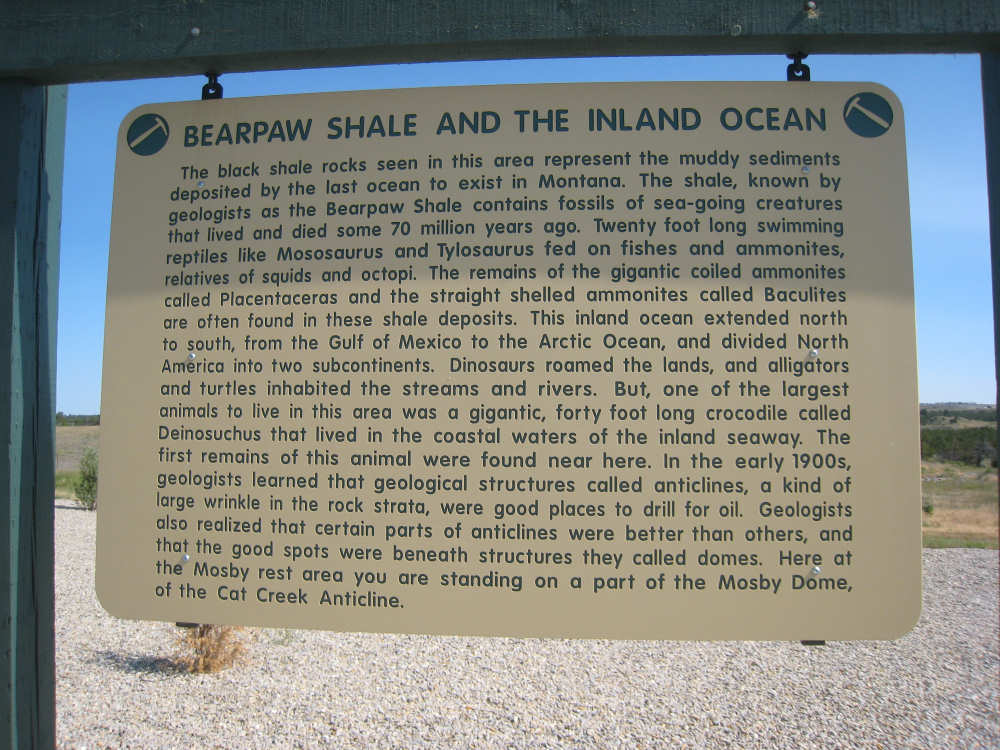 BEARPAW SHALE AND THE INLAND OCEAN
The black shale rocks seen in this area represent the muddy sediments
deposited by the last ocean to exist in Montana. The shale, known by
geologists as the Bearpaw Shale contains fossils of sea-going creatures
that lived and died some 70 million years ago. Twenty foot long swimming
reptiles like Mososaurus and Tylosaurus fed on fishes and ammonites,
relatives of squids and octopi. The remains of the gigantic coiled ammonites
called Placentaceras and the straight shelled ammonites called Baculites
are often found in these shale deposits. This inland ocean extended north
to south, from the Gulf of Mexico to the Arctic Ocean, and divided North
America into two subcontinents. Dinosaurs roamed the lands, and alligators
and turtles inhabited the streams and rivers. But, one of the largest
animals to live in this area was a gigantic, forty foot long crocodile called
Deinosuchus that lived in the coastal waters of the inland seaway. The
first remains of this animal were found near here. In the early 1900s,
geologists learned that geological structures called anticlines, a kind of
large wrinkle in the rock strata, were good places to drill for oil. Geologists
also realized that certain parts of anticlines were better than others, and
that the good spots were beneath structures they called domes. Here at
the Mosby rest area you are standing on a part of the Mosby Dome,
of the Cat Creek Anticline.